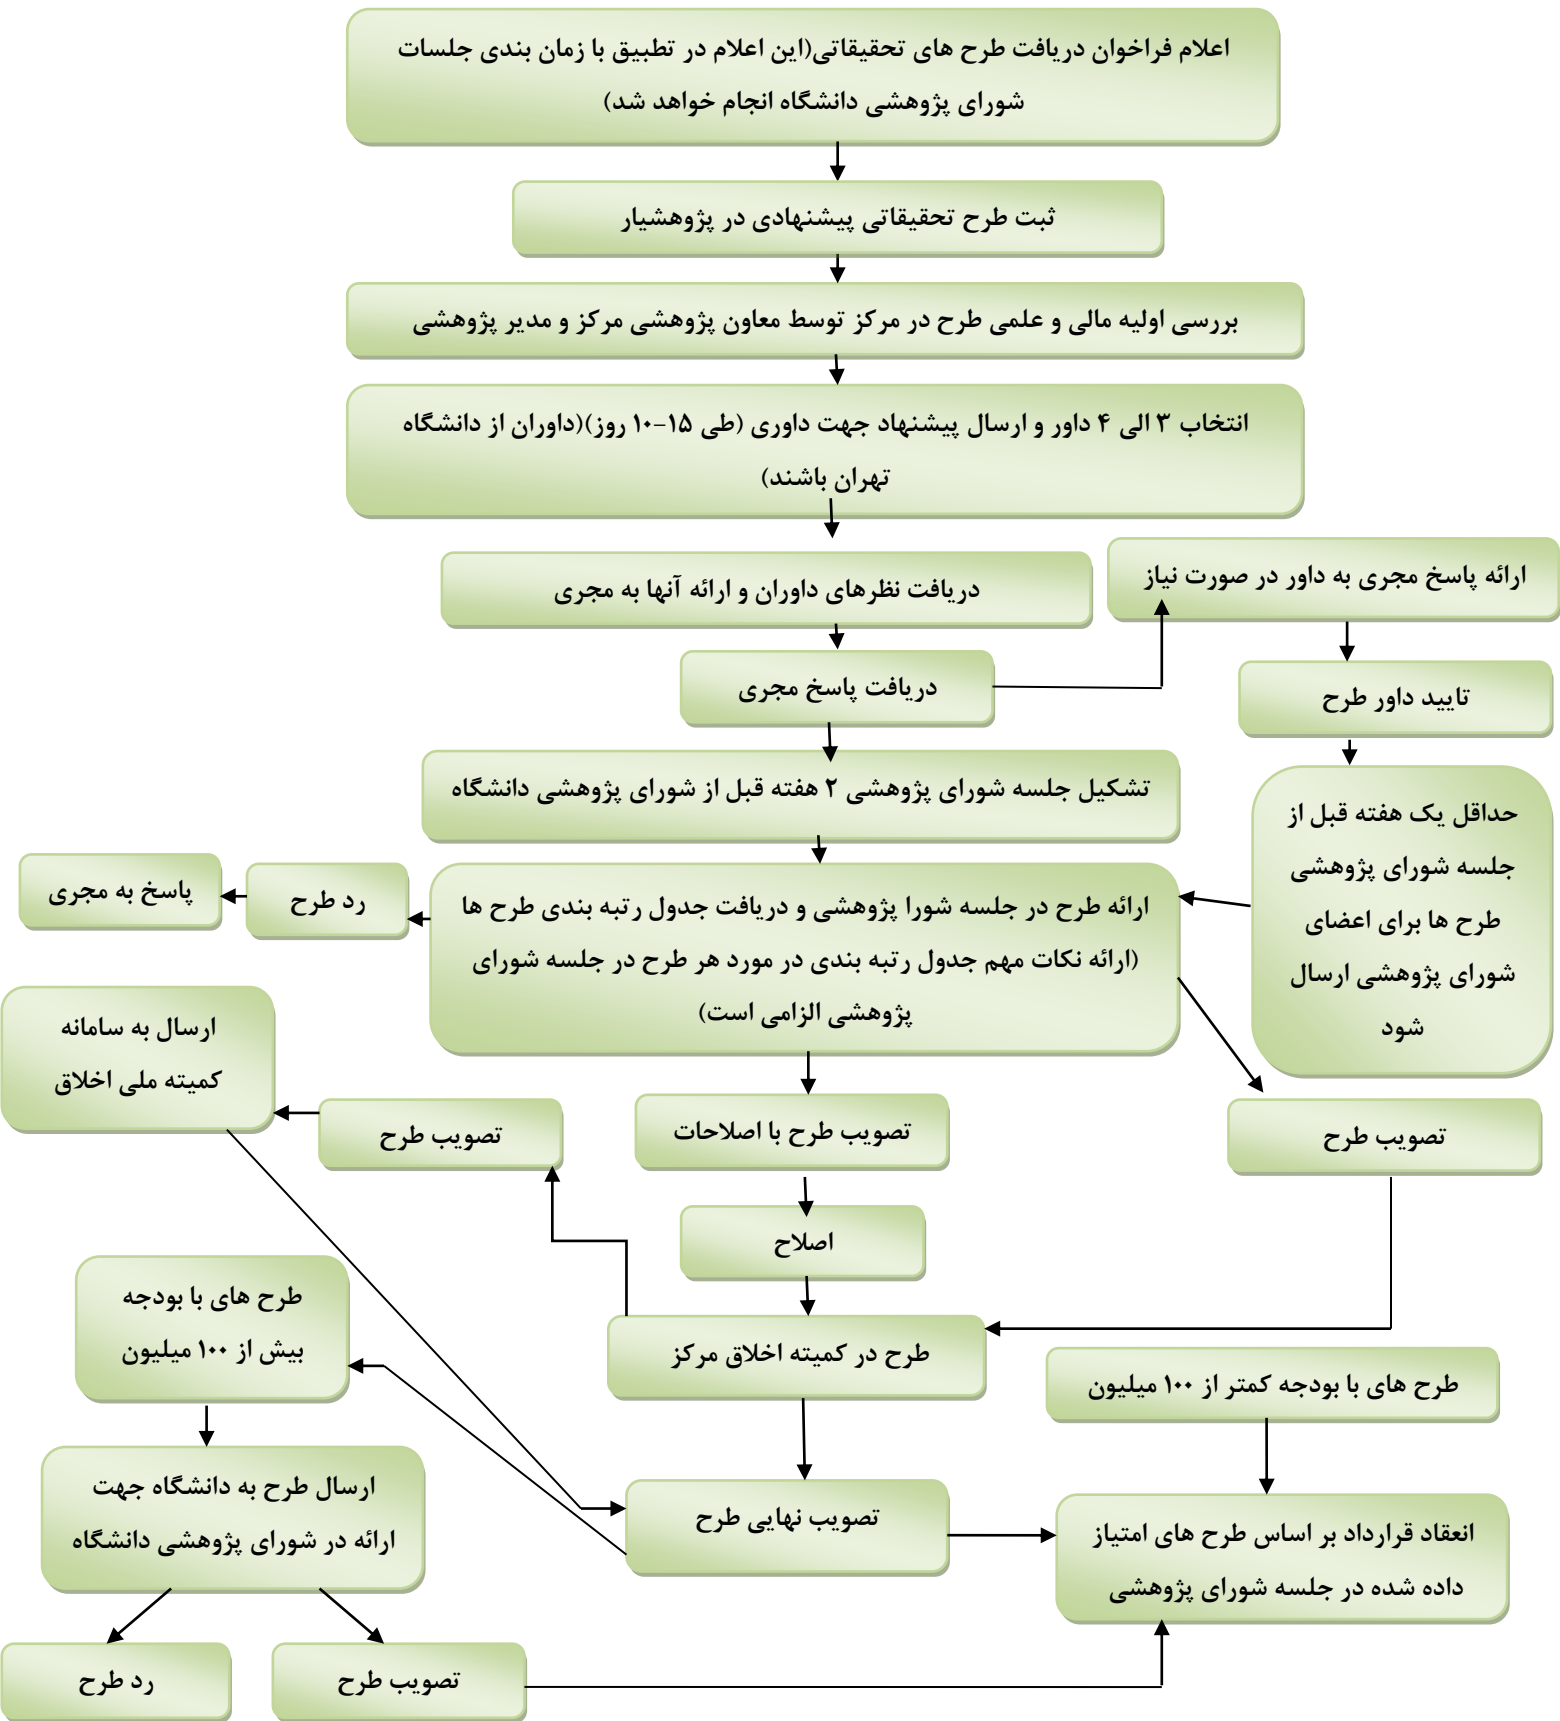 اعلام فراخوان دریافت طرح های تحقیقاتی(این اعلام در تطبیق با زمان بندی جلسات
شورای پژوهشی دانشگاه انجام خواهد شد)
ثبت طرح تحقیقاتی پیشنهادی در پژوهشیار
بررسی اولیه مالی و علمی طرح در مرکز توسط معاون پژوهشی مرکز و مدیر پژوهشی
انتخاب ۳ الی ۴ داور و ارسال پیشنهاد جهت داوری (طی ۱۵-۱۰ روز)(داوران از دانشگاه
تهران باشند)
ارائه پاسخ مجری به داور در صورت نیاز
دریافت نظرهای داوران و ارائه آنها به مجری
دریافت پاسخ مجری
تایید داور طرح
تشکیل جلسه شورای پژوهشی ۲ هفته قبل از شورای پژوهشی دانشگاه
حداقل یک هفته قبل از
جلسه شورای پژوهشی
طرح ها برای اعضای
شورای پژوهشی ارسال
شود
ارائه طرح در جلسه شورا پژوهشی و دریافت جدول رتبه بندی طرح ها
(ارائه نکات مهم جدول رتبه بندی در مورد هر طرح در جلسه شورای
پژوهشی الزامی است)
رد طرح
پاسخ به مجری
ارسال به سامانه
کمیته ملی اخلاق
تصویب طرح
تصویب طرح با اصلاحات
تصویب طرح
اصلاح
طرح های با بودجه
بیش از ۱۰۰ میلیون
طرح در کمیته اخلاق مرکز
طرح های با بودجه کمتر از ۱۰۰ میلیون
ارسال طرح به دانشگاه جهت
ارائه در شورای پژوهشی دانشگاه
تصویب نهایی طرح
انعقاد قرارداد بر اساس طرح های امتیاز
داده شده در جلسه شورای پژوهشی
تصویب طرح
رد طرح